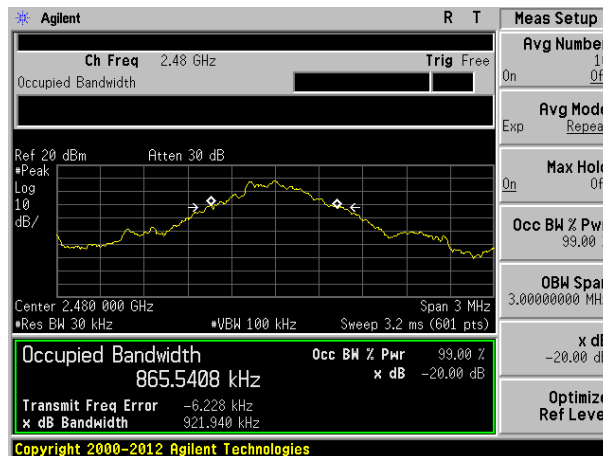 Agilent R T Meas Setup
Ch Freq 2.48 GHz Trig Free
Occupied Bandwidth
Ref 20 dBm Atten 30 dB
#Peak
Log
10
dB/
Center 2.480 000 GHz Span 3 MHz
#Res BW 30 kHz #VBW 100 kHz Sweep 3.2 ms (601 pts)
Occupied Bandwidth
865.5408 kHz
Occ BW % Pwr 99.00 %
x dB -20.00 dB
Transmit Freq Error -6.228 kHz
x dB Bandwidth 921.940 kHz
Copyright 2000-2012 Agilent Technologies
Avg Number
On
Avg Mode
Exp Repea
Max Hold
On
Occ BW % Pwr
99.00
OBW Span
3.00000000 MH
x dB
-20.00 dB
Optimize
Ref Leve